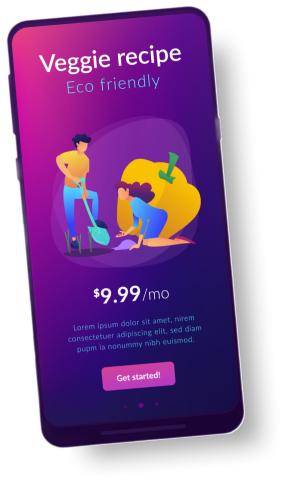 Veggie recipe
Eco friendly
$9.99/mo
Lorem ipsum dolor sit amet, nirem
consectetuer adipiscing elit, sed diam
pupm ia nonummy nibh euismod.
Get started!